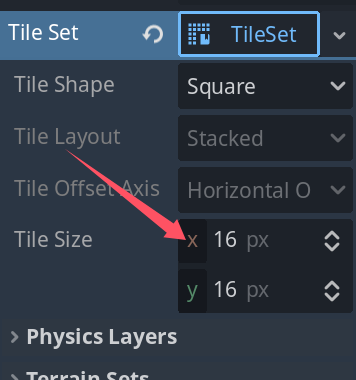 Tile Set TileSet
Tile Shape Square
Tile Layout Stacked
Tile Offset Axis Horizontal O
Tile Size x 16 px
y 16 px
Physics Layers
Terrain Sets